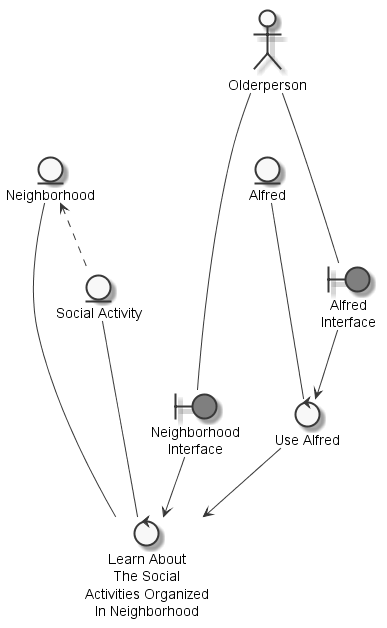 Olderperson
Neighborhood
Alfred
Social Activity
Alfred
Interface
Neighborhood
Interface
Use Alfred
Learn About
The Social
Activities Organized
In Neighborhood